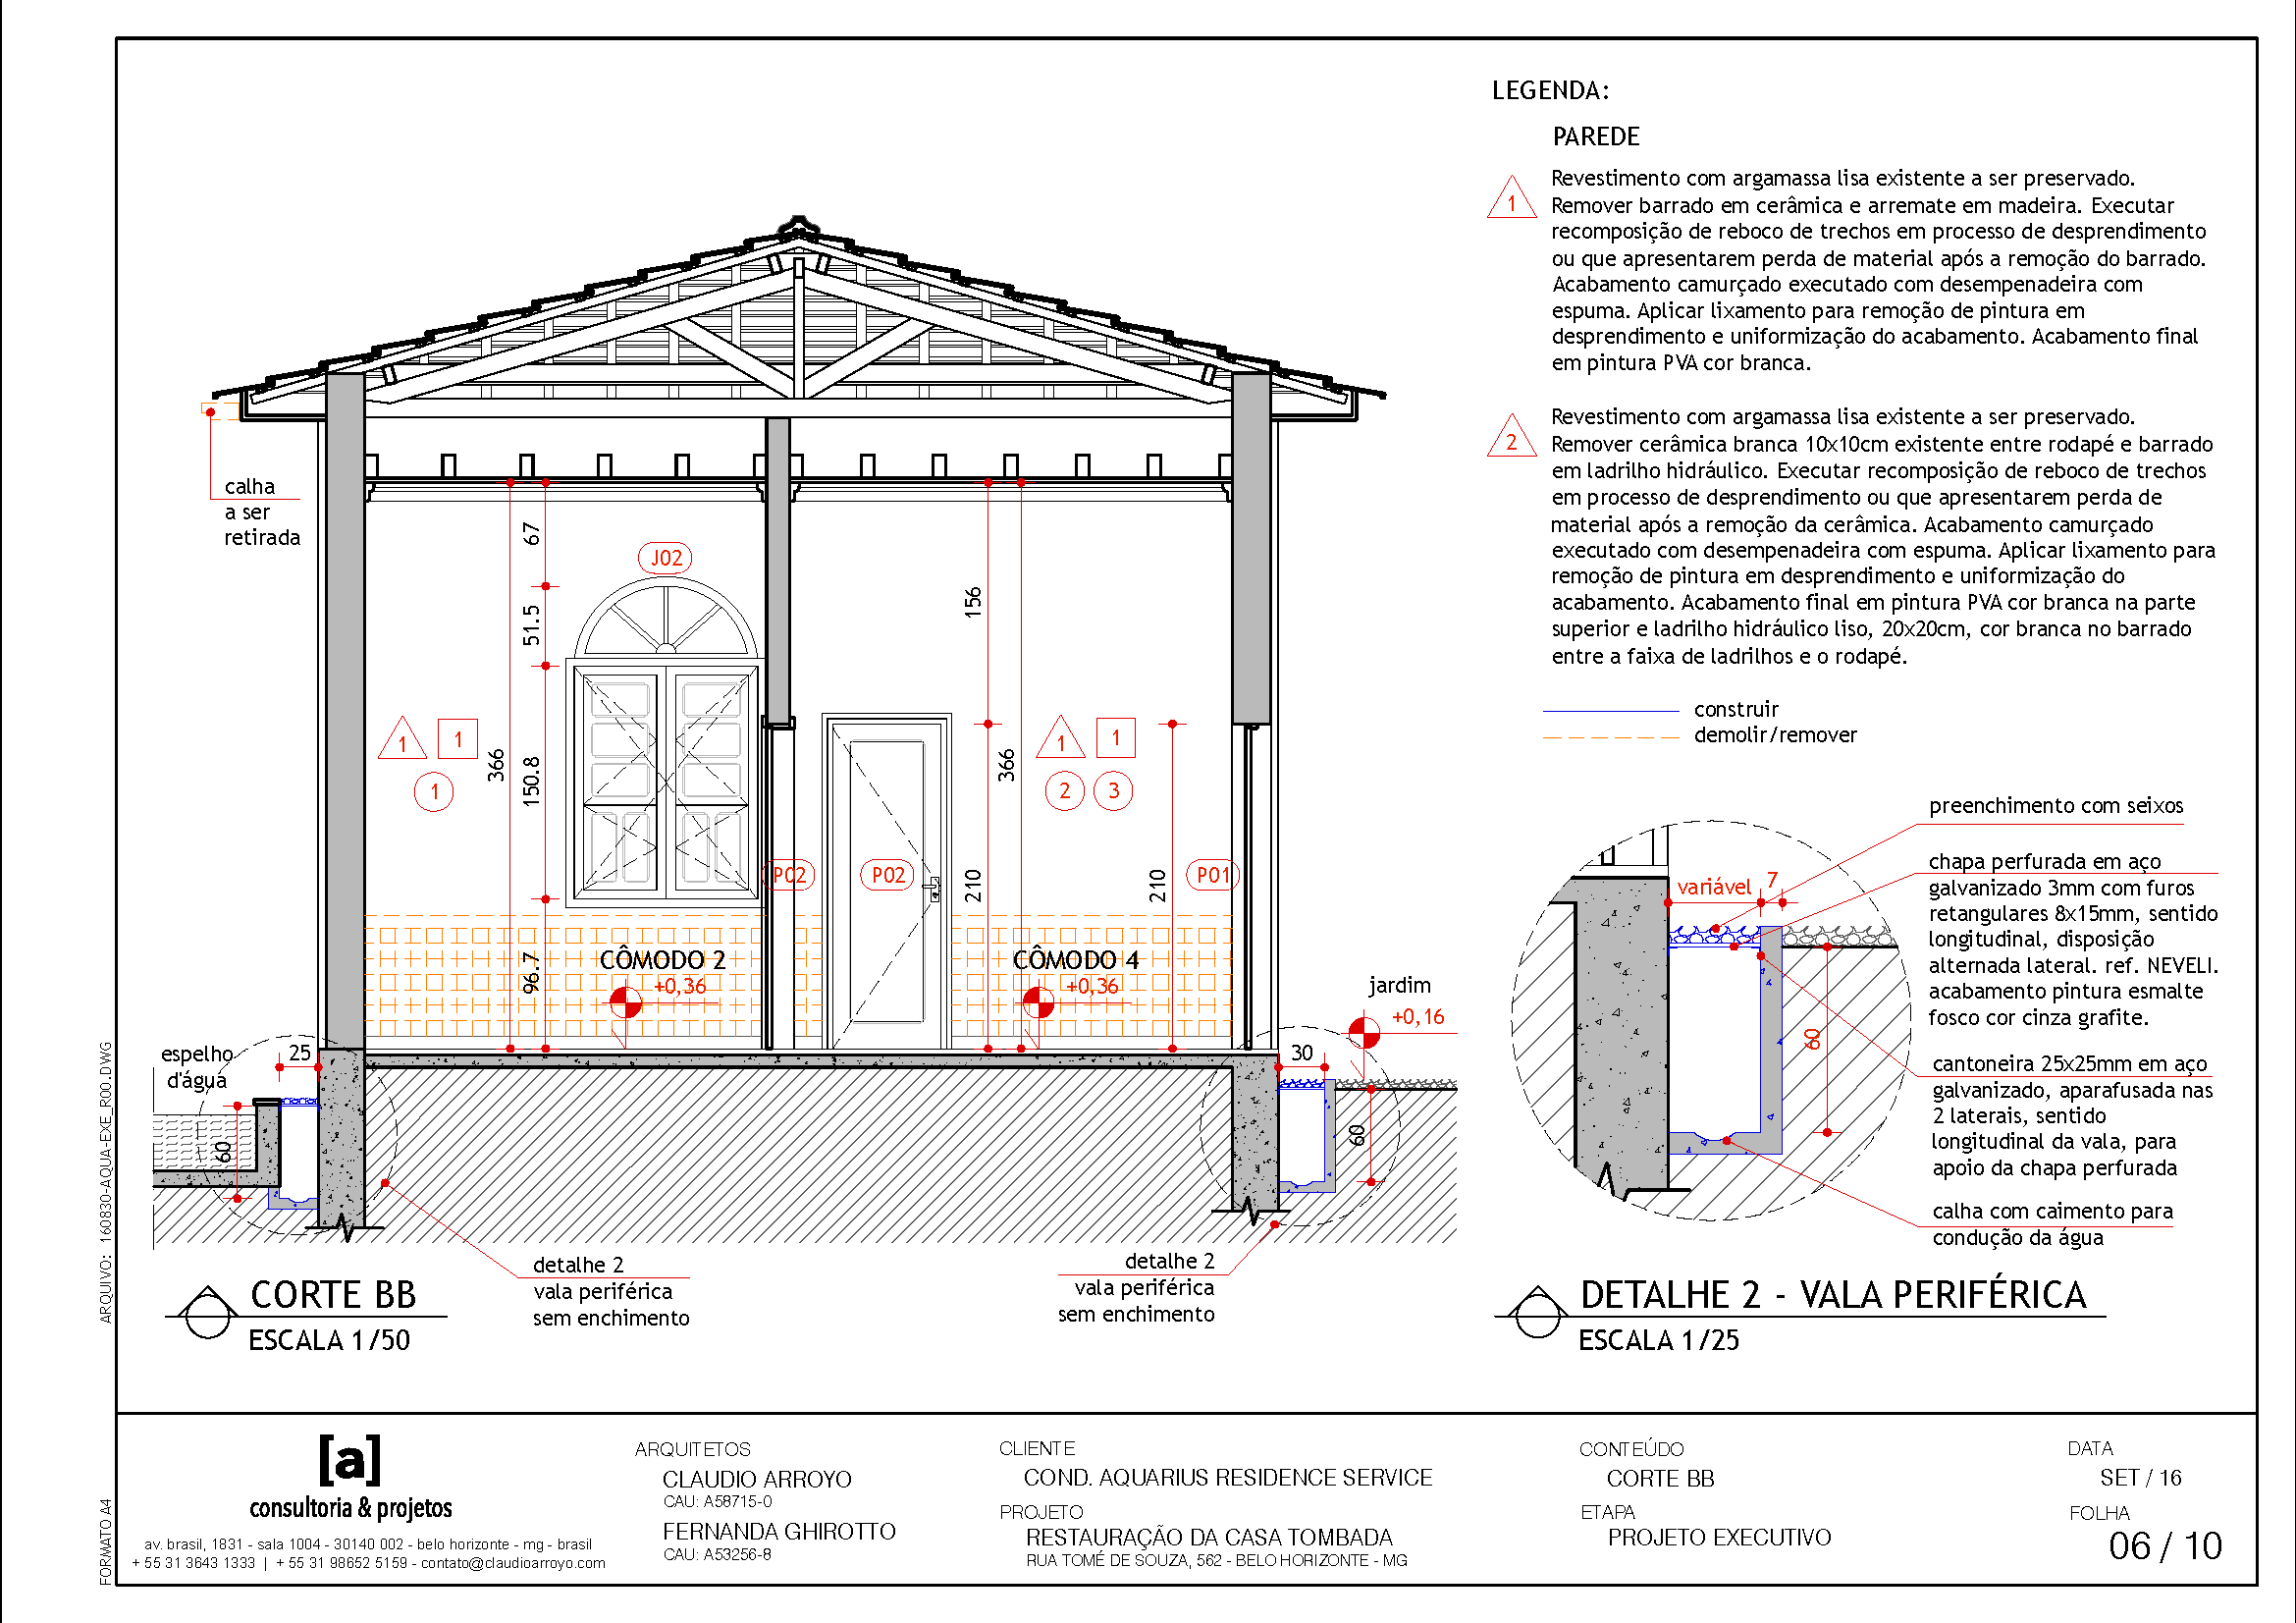 LEGENDA:
PAREDE
1
Revestimento com argamassa lisa existente a ser preservado.
Remover barrado em cerâmica e arremate em madeira. Executar
recomposição de reboco de trechos em processo de desprendimento
ou que apresentarem perda de material após a remoção do barrado.
Acabamento camurçado executado com desempenadeira com
espuma. Aplicar lixamento para remoção de pintura em
desprendimento e uniformização do acabamento. Acabamento final
em pintura PVA cor branca.
2
Revestimento com argamassa lisa existente a ser preservado.
Remover cerâmica branca 10x10cm existente entre rodapé e barrado
em ladrilho hidráulico. Executar recomposição de reboco de trechos
em processo de desprendimento ou que apresentarem perda de
material após a remoção da cerâmica. Acabamento camurçado
executado com desempenadeira com espuma. Aplicar lixamento para
remoção de pintura em desprendimento e uniformização do
acabamento. Acabamento final em pintura PVA cor branca na parte
superior e ladrilho hidráulico liso, 20x20cm, cor branca no barrado
entre a faixa de ladrilhos e o rodapé.
construir
demolir/remover
calha
a ser
retirada
67
J02
51.5
156
1
1
366
150.8
1
366
1
1
2
3
P02
P02
210
210
P01
CÔMODO 2
96.7
+0,36
CÔMODO 4
+0,36
jardim
+0,16
espelho
d'água
25
60
30
60
detalhe 2
vala periférica
sem enchimento
detalhe 2
vala periférica
sem enchimento
CORTE BB
ESCALA 1/50
preenchimento com seixos
chapa perfurada em aço
galvanizado 3mm com furos
retangulares 8x15mm, sentido
longitudinal, disposição
alternada lateral. ref. NEVELI.
acabamento pintura esmalte
fosco cor cinza grafite.
variável
7
60
cantoneira 25x25mm em aço
galvanizado, aparafusada nas
2 laterais, sentido
longitudinal da vala, para
apoio da chapa perfurada
calha com caimento para
condução da água
DETALHE 2 - VALA PERIFÉRICA
ESCALA 1/25
ARQUIVO: 160830-AQUA-EXE_R00.DWG
FORMATO A4
[a]
consultoria & projetos
av. brasil, 1831 - sala 1004 - 30140 002 - belo horizonte - mg - brasil
+ 55 31 3643 1333 | + 55 31 98652 5159 - contato@claudioarroyo.com
ARQUITETOS
CLAUDIO ARROYO
CAU: A58715-0
FERNANDA GHIROTTO
CAU: A53256-8
CLIENTE
COND. AQUARIUS RESIDENCE SERVICE
PROJETO
RESTAURAÇÃO DA CASA TOMBADA
RUA TOMÉ DE SOUZA, 562 - BELO HORIZONTE - MG
CONTEÚDO
CORTE BB
ETAPA
PROJETO EXECUTIVO
DATA
SET / 16
FOLHA
06 / 10